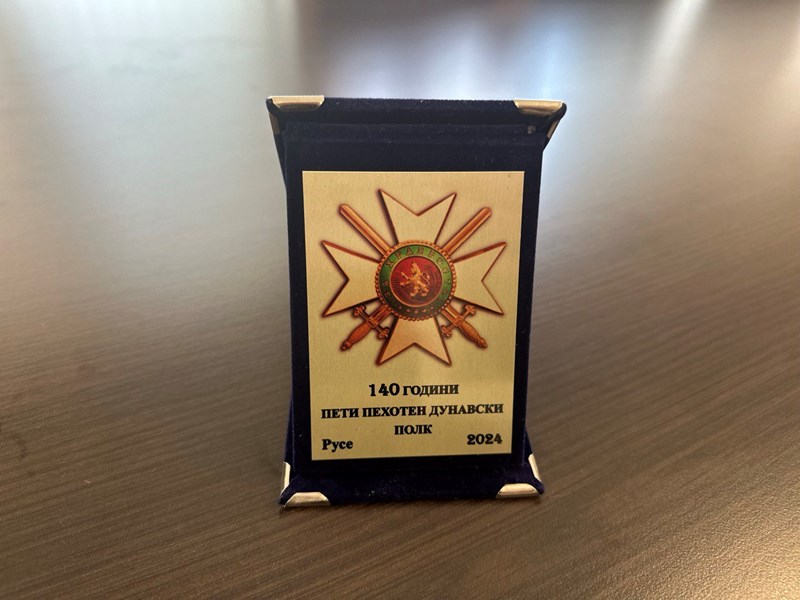 140 ГОДИНИ
ПЕТИ ПЕХОТЕН ДУНАВСКИ
ПОЛК
Русе 2024